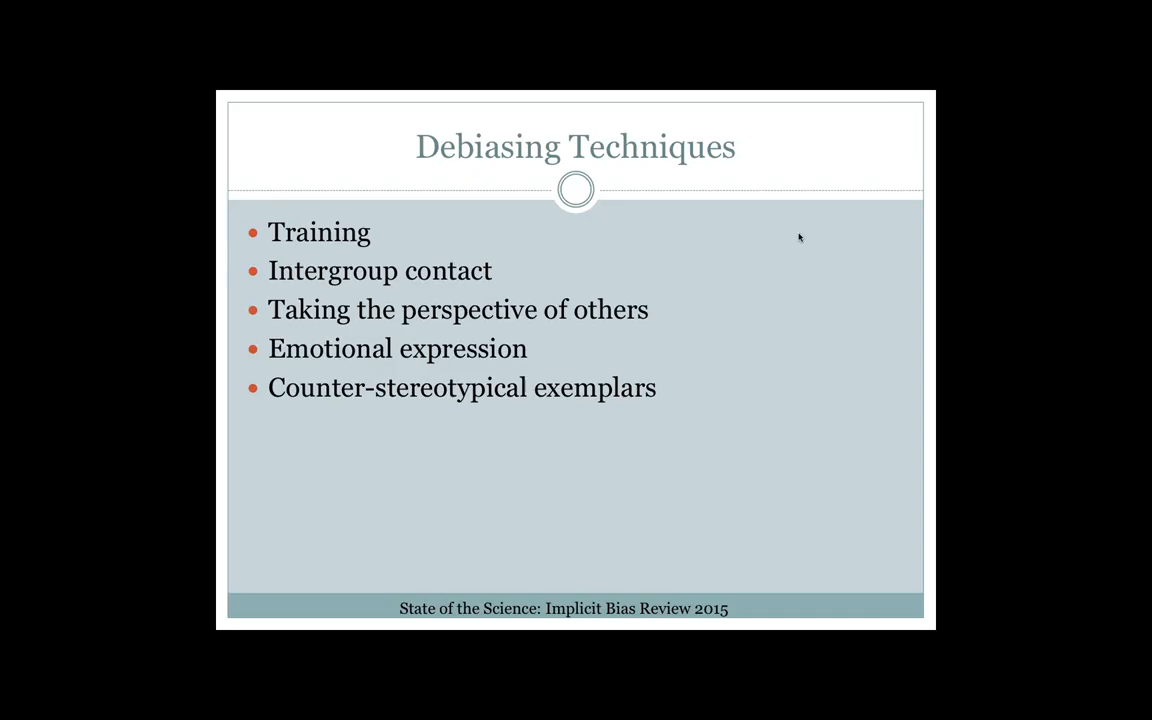 Debiasing Techniques
• Training
• Intergroup contact
• Taking the perspective of others
• Emotional expression
• Counter-stereotypical exemplars
State of the Science: Implicit Bias Review 2015